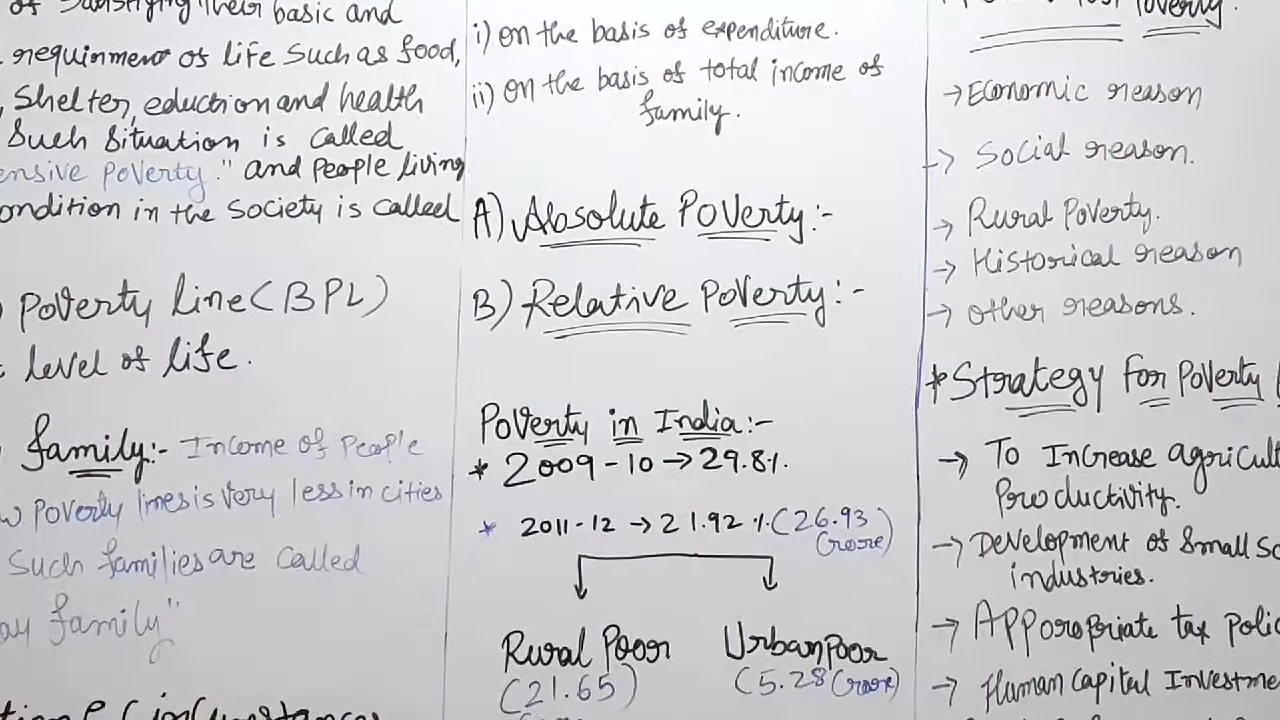 of Satisfying their basic and
requinment of life such as food,
Shelter, eduction and health
Such Situation is called
ensive Poverty." and People living
ondition in the Society is called
Poverty line (BPL)
level of life.
family:- Income of People
w Poverty lines is very less in cities
Such families are called
family"
i) on the basis of expenditure.
ii) on the basis of total income of
family.
A) Absolute Poverty:-
B) Relative Poverty:-
Poverty in India:-
* 2009-10 → 29.8%.
* 2011-12 → 21.92 %. (26.93
Crore)
Rural Poor Urban poor
(21.65) (5.28 Crore)
Poverty.
→ Economic reason
→ Social reason.
→ Rural Poverty.
→ Historical reason
→ other reasons.
* Strategy For Poverty
→ To Increase agricult
Productivity.
→ Development of Small Sc
industries.
→ Apporopriate tax polic
→ Human Capital Investme